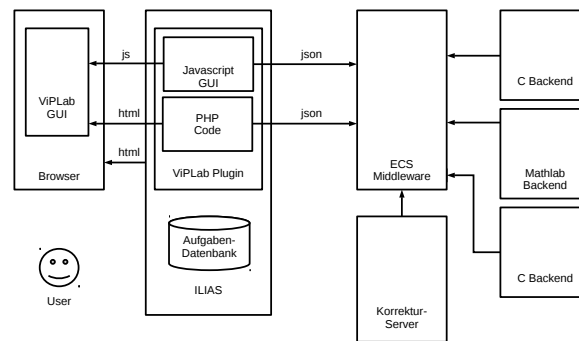 js
json
Javascript
GUI
ViPLab
GUI
C Backend
html
json
PHP
Code
html
Browser
ViPLab Plugin
ECS
Middleware
Mathlab
Backend
Aufgaben-
Datenbank
C Backend
ILIAS
User
Korrektur-
Server